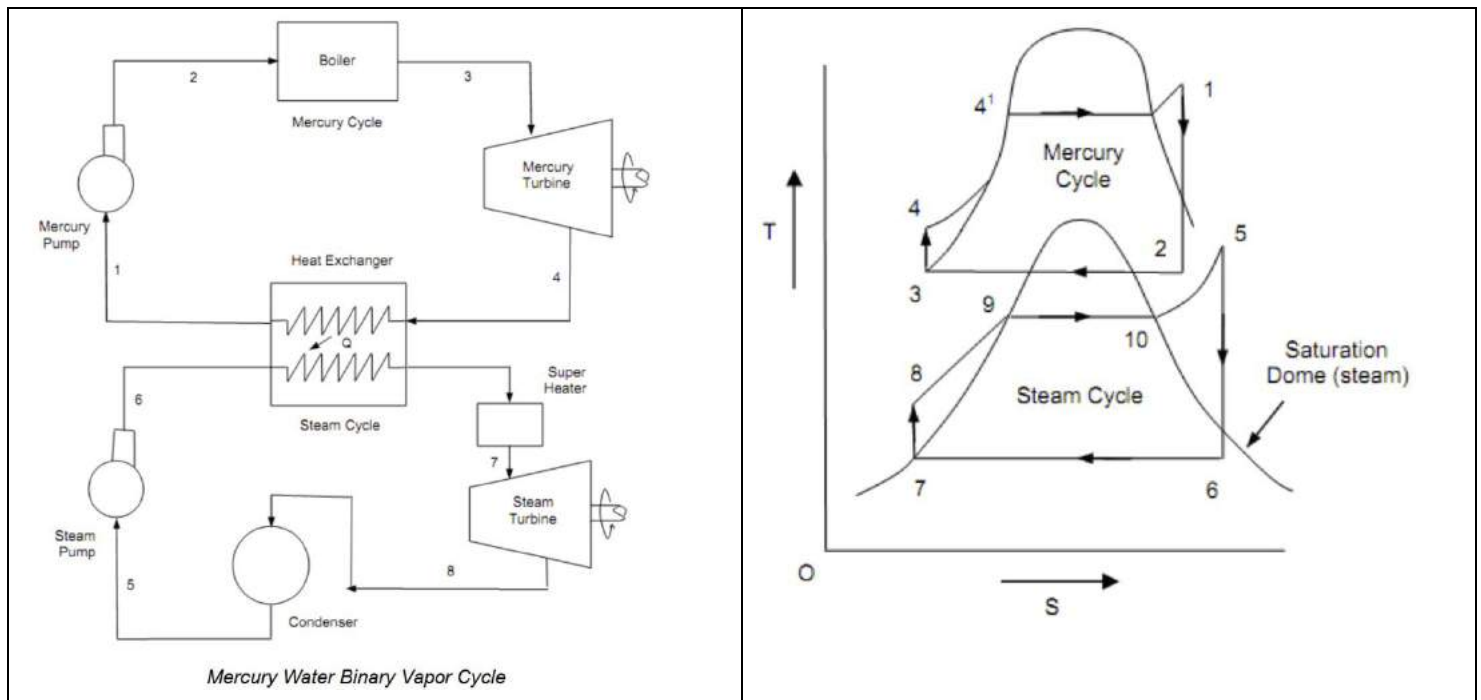 2
Boiler
3
Mercury Cycle
Mercury
Turbine
Mercury
Pump
1
Heat Exchanger
4
Q
Super
Heater
6
Steam Cycle
7
Steam
Turbine
Steam
Pump
5
8
Condenser
Mercury Water Binary Vapor Cycle
1
4¹
Mercury
Cycle
4
T
2
5
3
9
10
Saturation
Dome (steam)
8
Steam Cycle
7
6
O
S